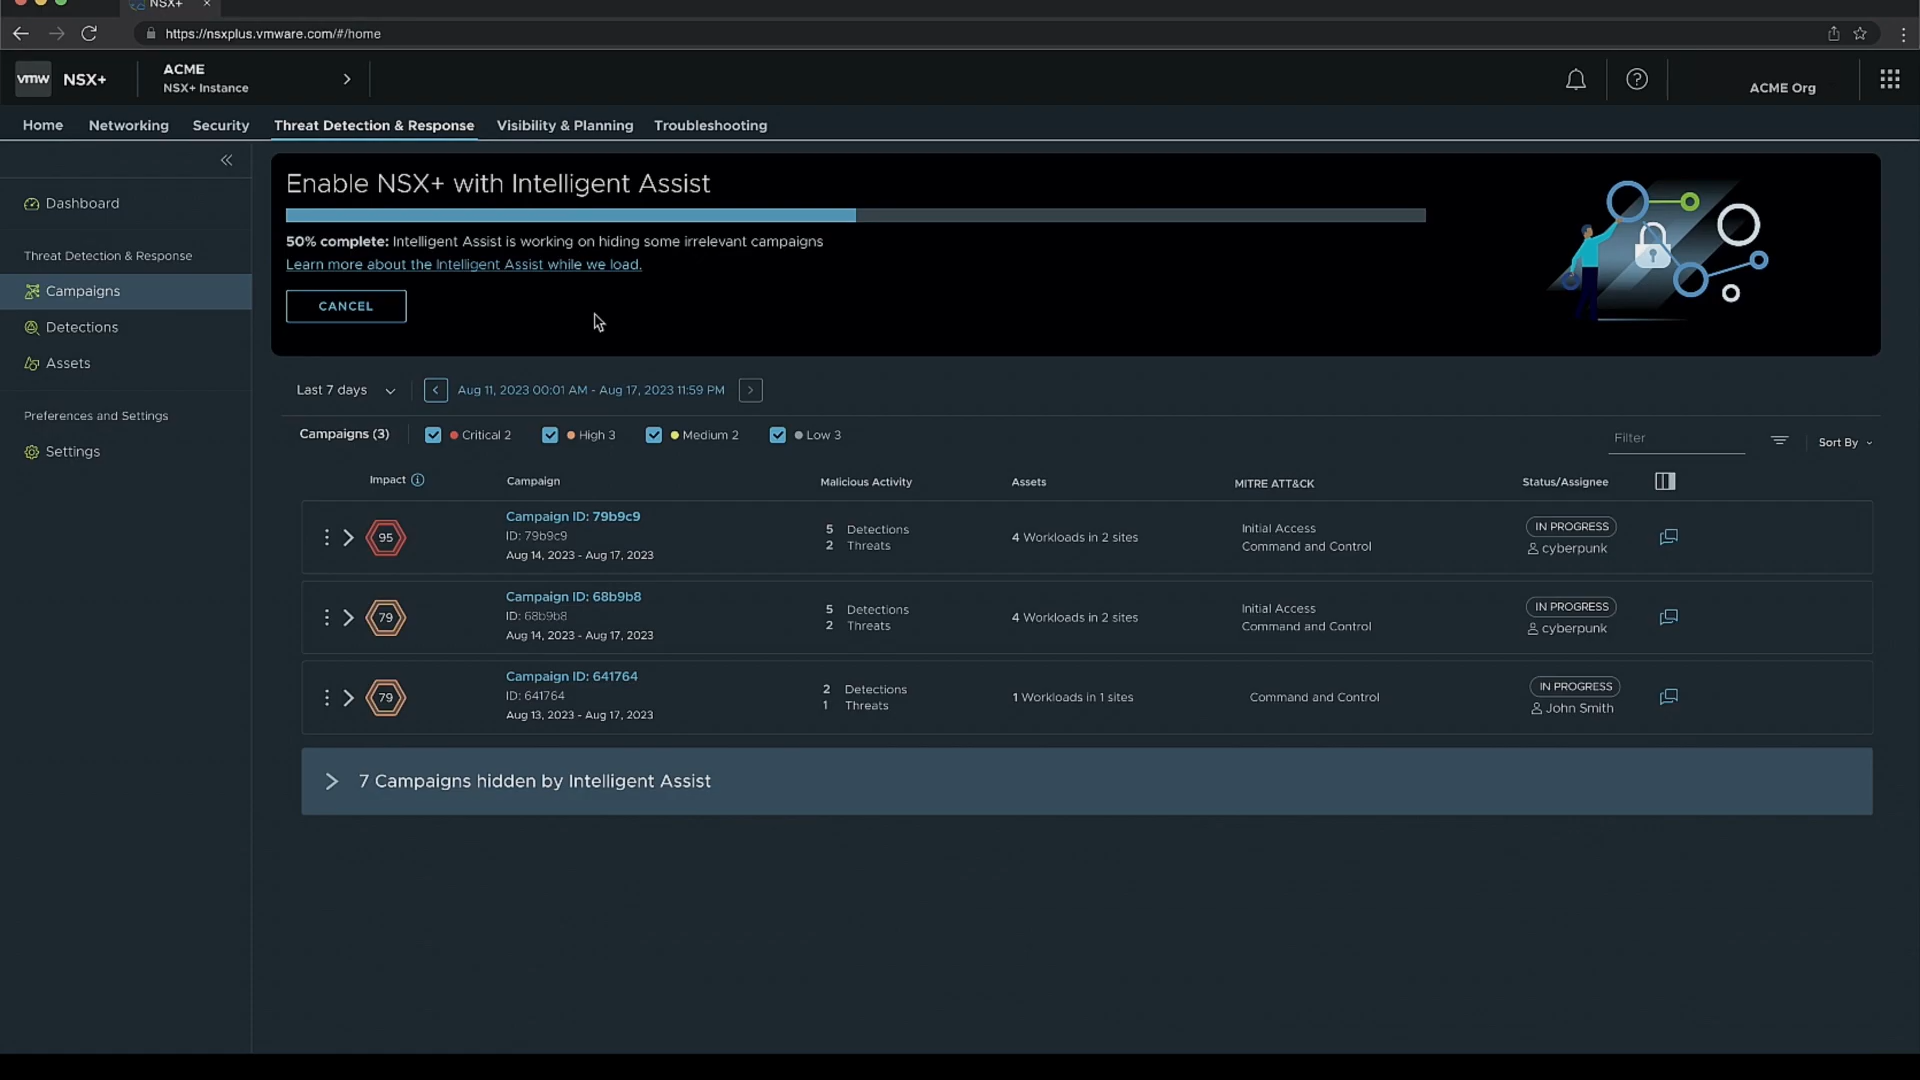 NSX+
https://nsxplus.vmware.com/#/home
vmw NSX+
ACME
NSX+ Instance
ACME Org
Home Networking Security Threat Detection & Response Visibility & Planning Troubleshooting
Enable NSX+ with Intelligent Assist
50% complete: Intelligent Assist is working on hiding some irrelevant campaigns
Learn more about the Intelligent Assist while we load.
CANCEL
Dashboard
Threat Detection & Response
Campaigns
Detections
Assets
Preferences and Settings
Settings
Last 7 days
Aug 11, 2023 00:01 AM - Aug 17, 2023 11:59 PM
Campaigns (3) Critical 2 High 3 Medium 2 Low 3
Filter Sort By
Impact Campaign Malicious Activity Assets MITRE ATT&CK Status/Assignee
95
Campaign ID: 79b9c9
ID: 79b9c9
Aug 14, 2023 - Aug 17, 2023
5 Detections
2 Threats
4 Workloads in 2 sites
Initial Access
Command and Control
IN PROGRESS
cyberpunk
79
Campaign ID: 68b9b8
ID: 68b9b8
Aug 14, 2023 - Aug 17, 2023
5 Detections
2 Threats
4 Workloads in 2 sites
Initial Access
Command and Control
IN PROGRESS
cyberpunk
79
Campaign ID: 641764
ID: 641764
Aug 13, 2023 - Aug 17, 2023
2 Detections
1 Threats
1 Workloads in 1 sites
Command and Control
IN PROGRESS
John Smith
7 Campaigns hidden by Intelligent Assist